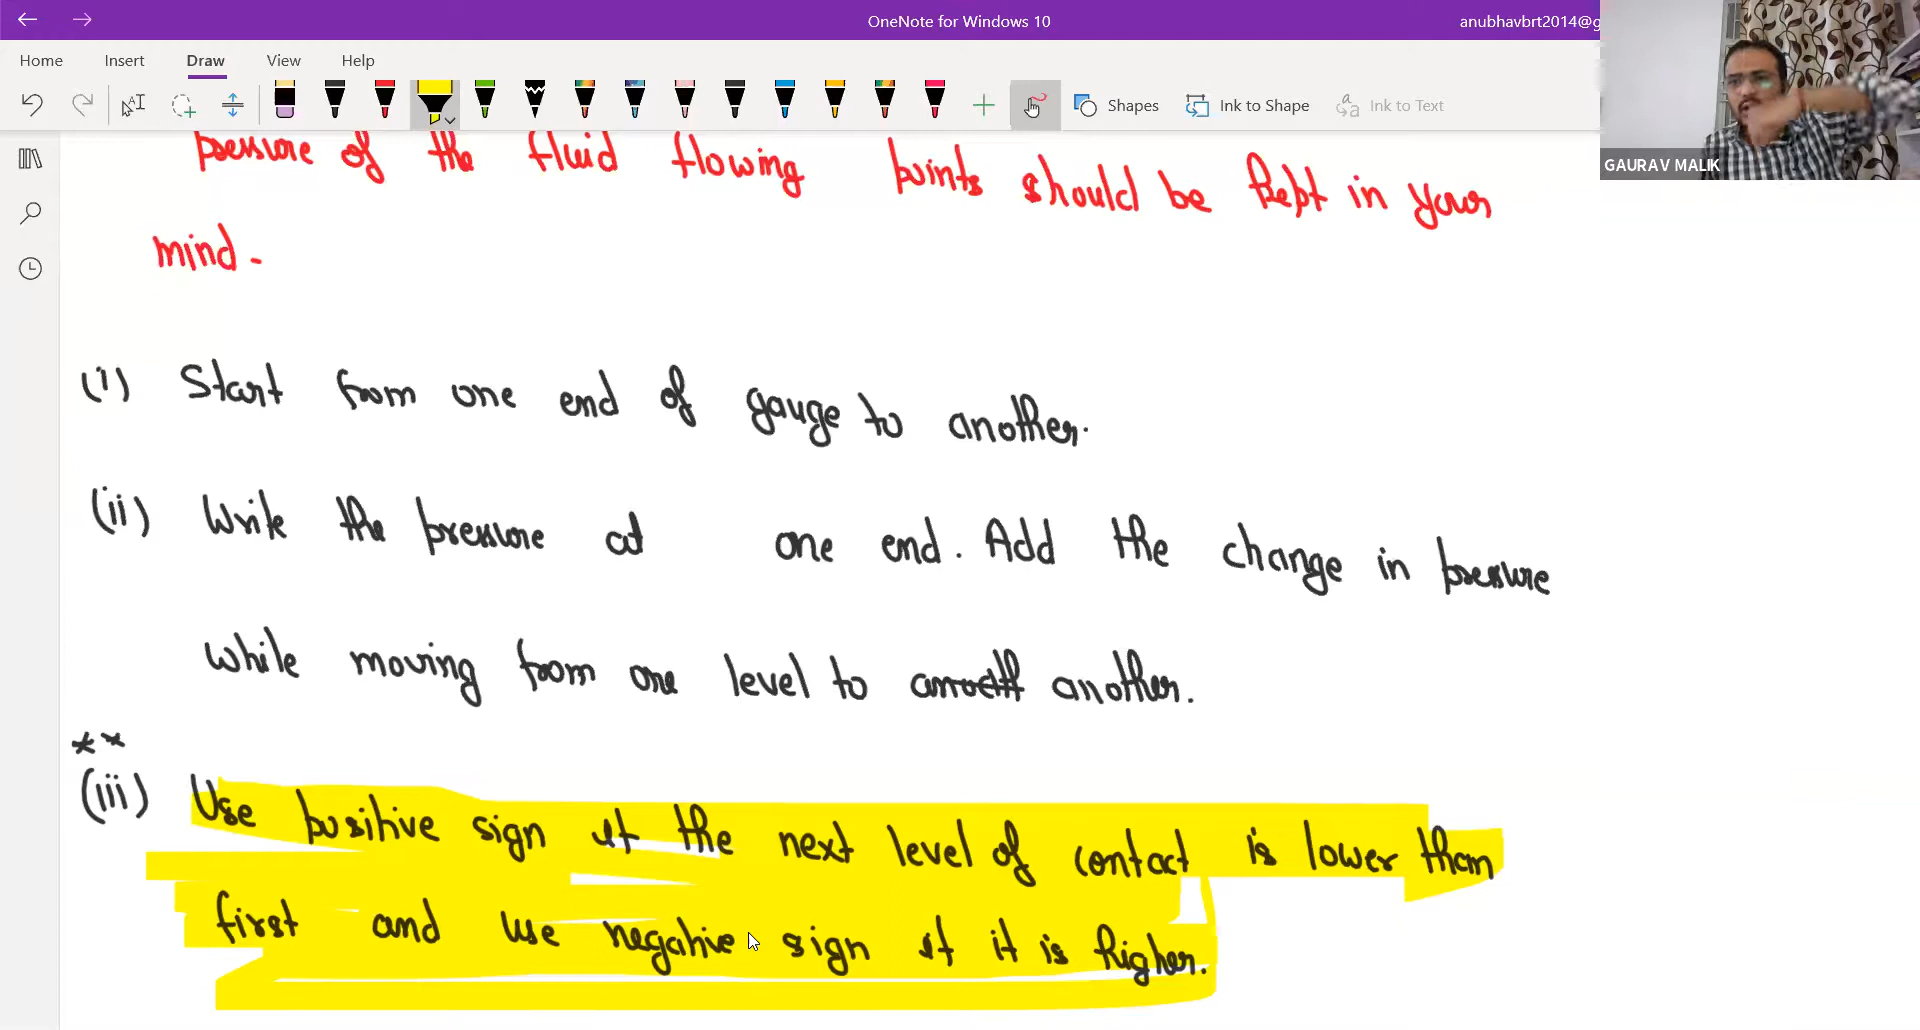 OneNote for Windows 10
anubhavbrt2014@g
Home Insert Draw View Help
Shapes Ink to Shape Ink to Text
GAURAV MALIK
pressure of the fluid flowing points should be kept in your
mind.
(i) Start from one end of gauge to another.
(ii) Write the pressure at one end. Add the change in pressure
while moving from one level to another.
**
(iii) Use positive sign if the next level of contact is lower than
first and use negative sign if it is higher.